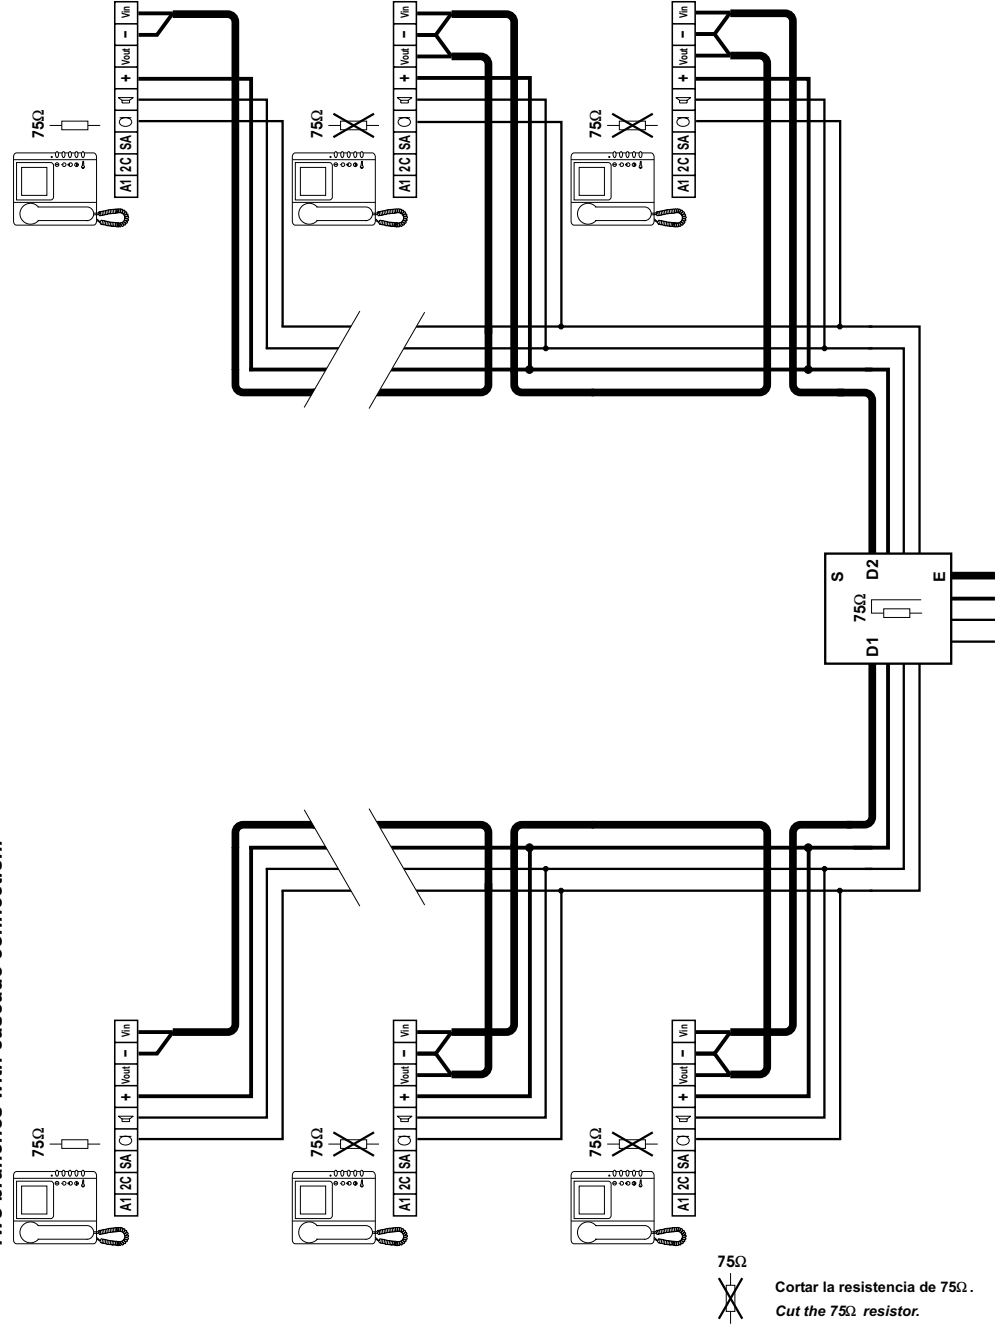 75Ω
75Ω
A1 2C SA + Vout − Vin
A1 2C SA + Vout − Vin
75Ω
75Ω
A1 2C SA + Vout − Vin
A1 2C SA + Vout − Vin
75Ω
75Ω
A1 2C SA + Vout − Vin
A1 2C SA + Vout − Vin
S
75Ω
D1 D2
E
75Ω
Cortar la resistencia de 75Ω.
Cut the 75Ω resistor.